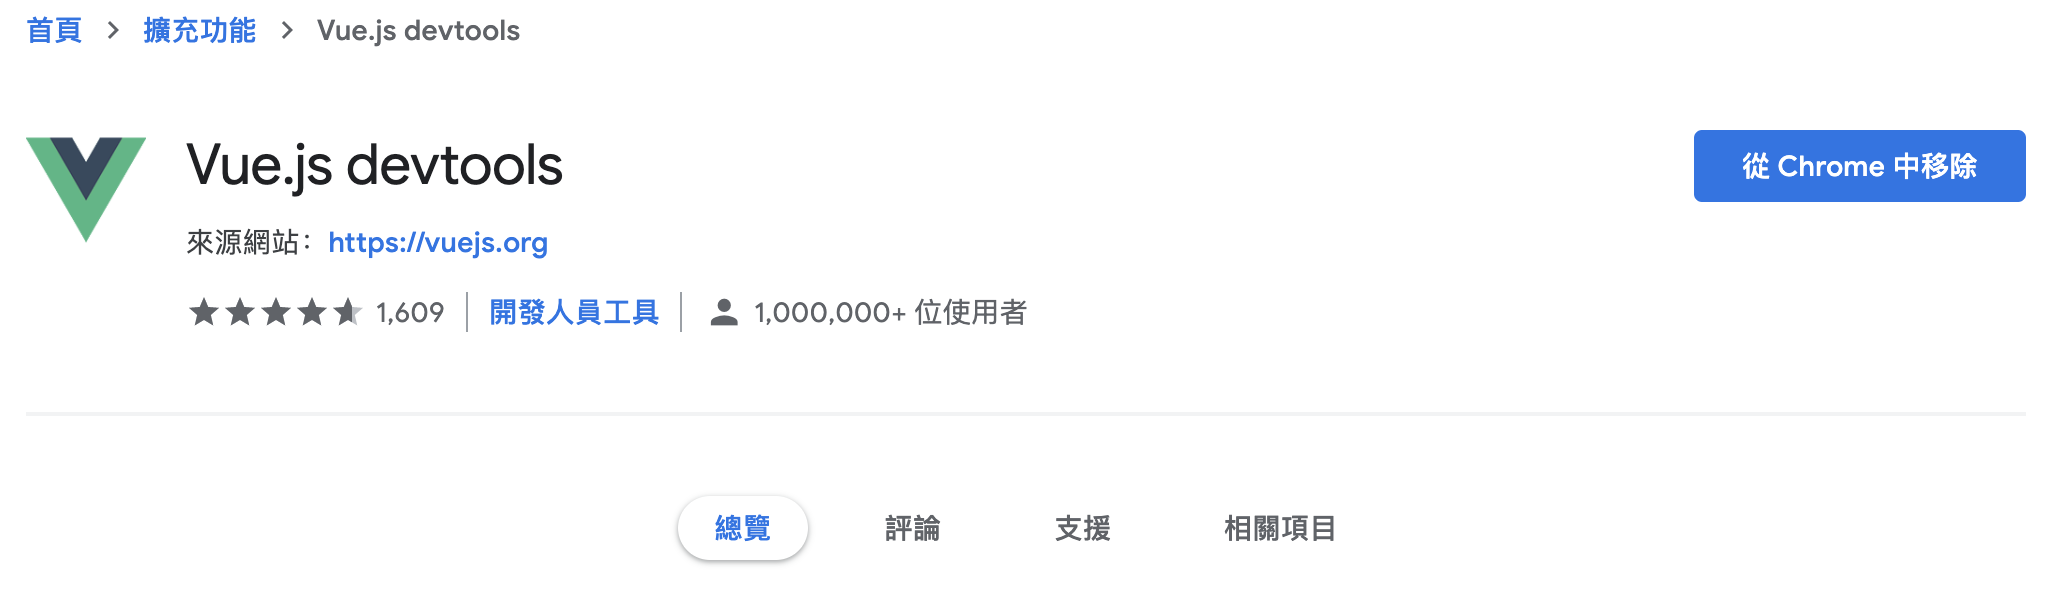 首頁 > 擴充功能 > Vue.js devtools
Vue.js devtools
從 Chrome 中移除
來源網站： https://vuejs.org
1,609 | 開發人員工具 | 1,000,000+ 位使用者
總覽 評論 支援 相關項目